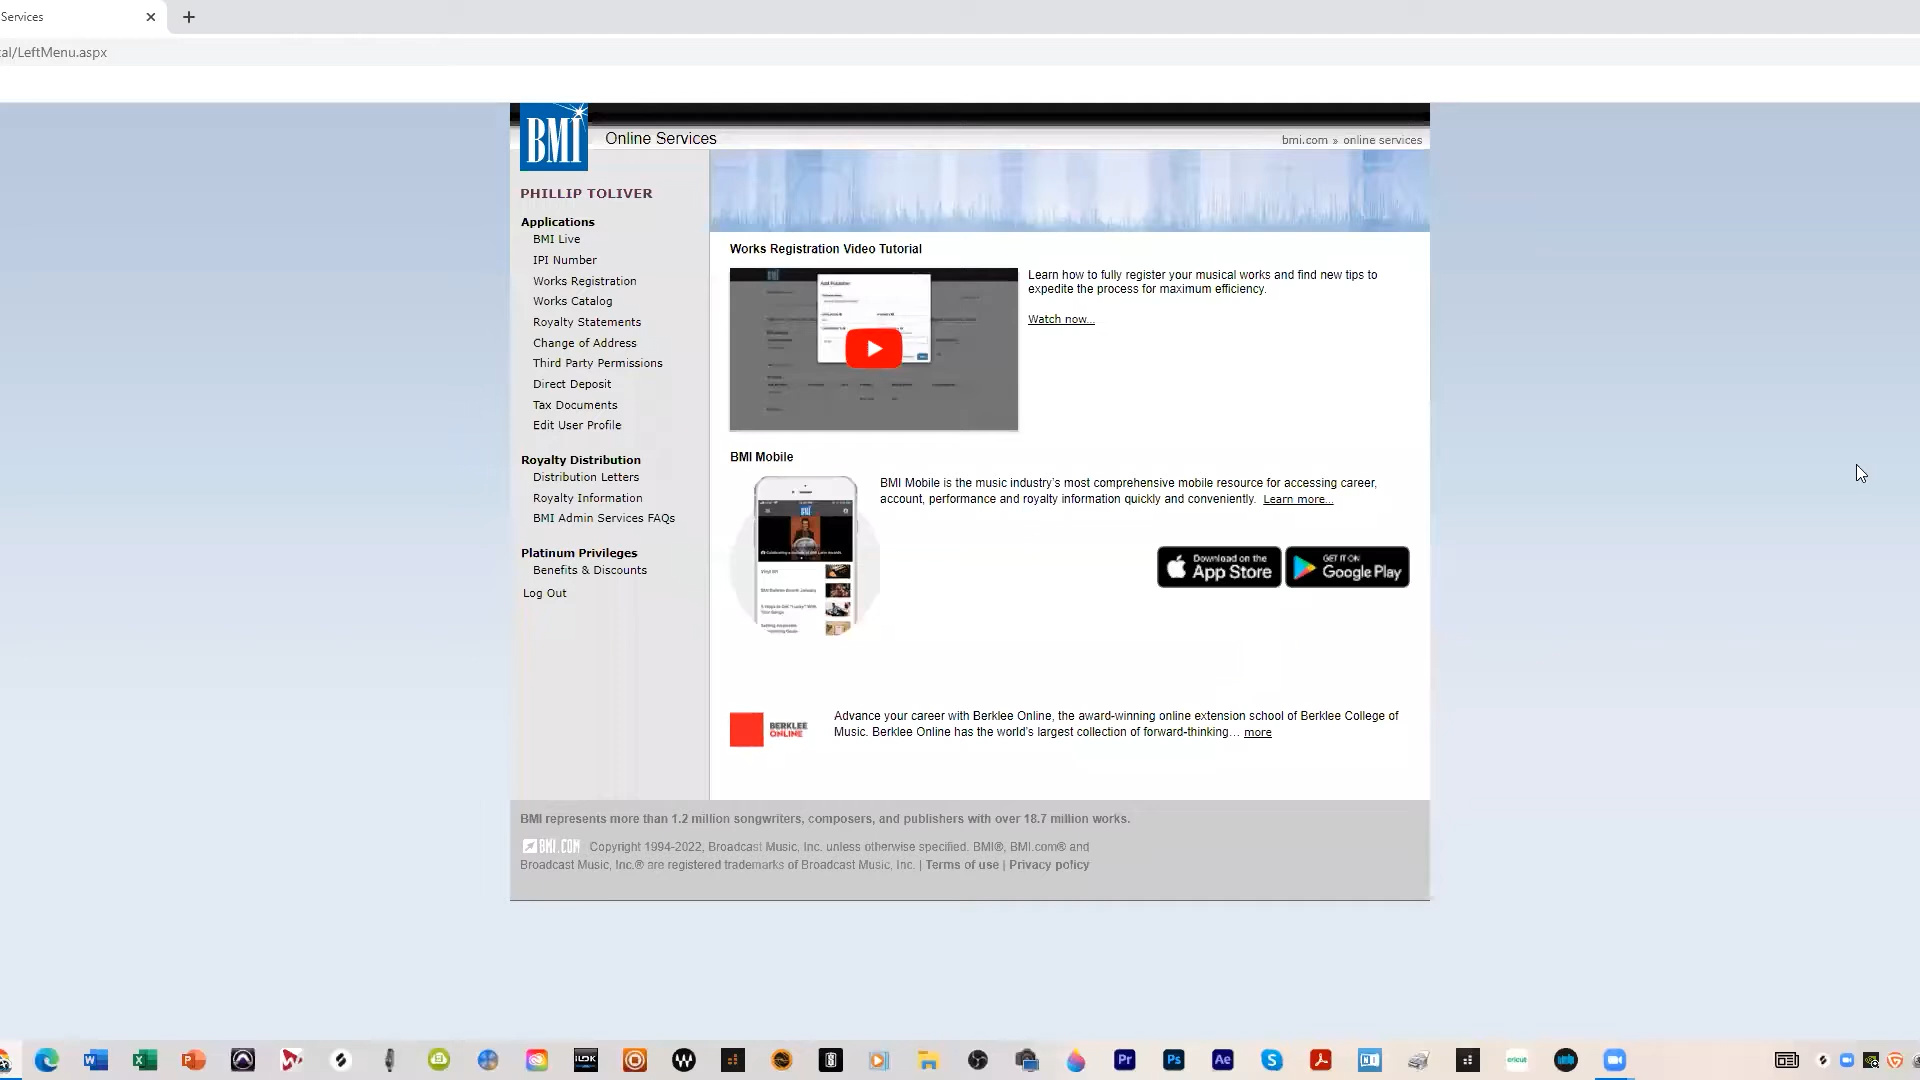 Services
al/LeftMenu.aspx
BMI
Online Services
bmi.com » online services
PHILLIP TOLIVER
Applications
BMI Live
IPI Number
Works Registration
Works Catalog
Royalty Statements
Change of Address
Third Party Permissions
Direct Deposit
Tax Documents
Edit User Profile
Royalty Distribution
Distribution Letters
Royalty Information
BMI Admin Services FAQs
Platinum Privileges
Benefits & Discounts
Log Out
Works Registration Video Tutorial
Learn how to fully register your musical works and find new tips to
expedite the process for maximum efficiency.
Watch now...
BMI Mobile
BMI Mobile is the music industry's most comprehensive mobile resource for accessing career,
account, performance and royalty information quickly and conveniently. Learn more...
Download on the
App Store
GET IT ON
Google Play
BERKLEE
ONLINE
Advance your career with Berklee Online, the award-winning online extension school of Berklee College of
Music. Berklee Online has the world's largest collection of forward-thinking… more
BMI represents more than 1.2 million songwriters, composers, and publishers with over 18.7 million works.
BMI.COM Copyright 1994-2022, Broadcast Music, Inc. unless otherwise specified. BMI®, BMI.com® and
Broadcast Music, Inc.® are registered trademarks of Broadcast Music, Inc. | Terms of use | Privacy policy